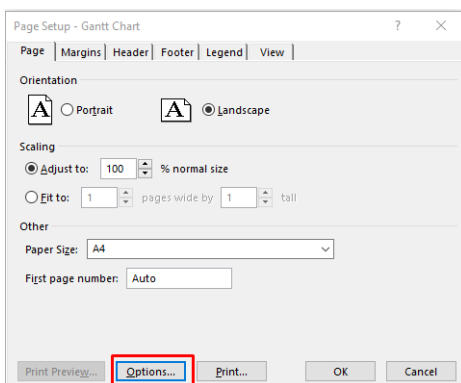 Page Setup - Gantt Chart ? ×
Page Margins Header Footer Legend View
Orientation
A Portrait A Landscape
Scaling
Adjust to: 100 % normal size
Fit to: 1 pages wide by 1 tall
Other
Paper Size: A4
First page number: Auto
Print Preview... Options... Print... OK Cancel